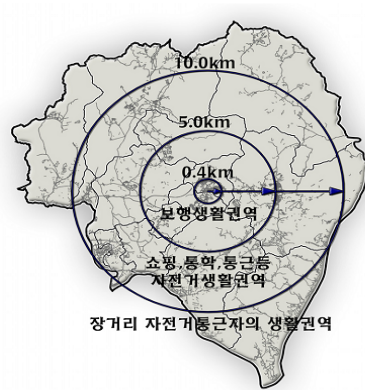 10.0km
5.0km
0.4km
보행생활권역
쇼핑,통학,통근등
자전거생활권역
장거리 자전거통근자의 생활권역